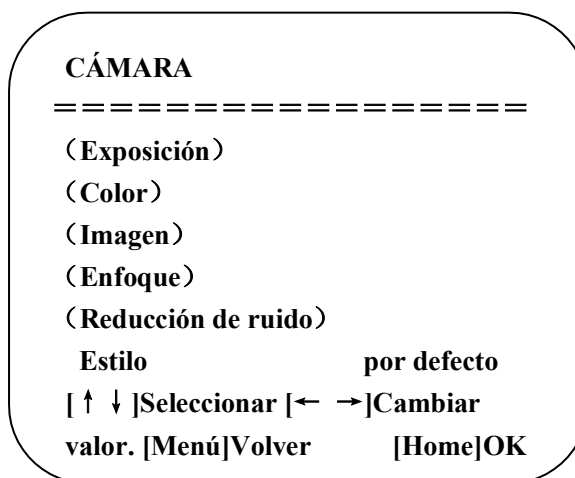 CÁMARA
==================
（Exposición）
（Color）
（Imagen）
（Enfoque）
（Reducción de ruido）
Estilo por defecto
[↑ ↓]Seleccionar [← →]Cambiar
valor. [Menú]Volver [Home]OK